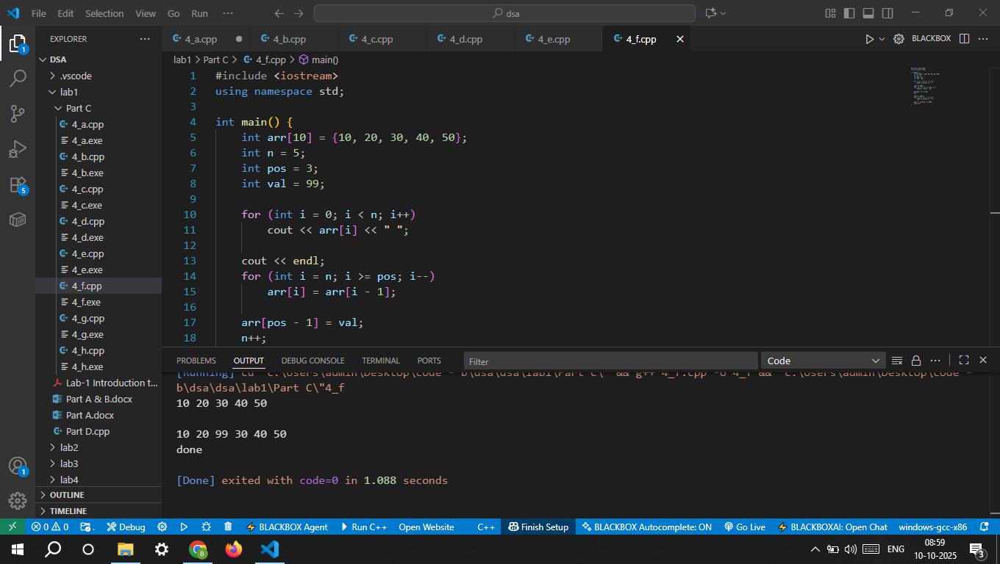 File Edit Selection View Go Run ··· dsa
EXPLORER ···
DSA
.vscode
lab1
Part C
4_a.cpp
4_a.exe
4_b.cpp
4_b.exe
4_c.cpp
4_c.exe
4_d.cpp
4_d.exe
4_e.cpp
4_e.exe
4_f.cpp
4_f.exe
4_g.cpp
4_g.exe
4_h.cpp
4_h.exe
Lab-1 Introduction t...
Part A & B.docx
Part A.docx
Part D.cpp
lab2
lab3
lab4
OUTLINE
TIMELINE
1
5
1
4_a.cpp 4_b.cpp 4_c.cpp 4_d.cpp 4_e.cpp 4_f.cpp BLACKBOX ···
lab1 > Part C > 4_f.cpp > main()
1 #include <iostream>
2 using namespace std;
3
4 int main() {
5 int arr[10] = {10, 20, 30, 40, 50};
6 int n = 5;
7 int pos = 3;
8 int val = 99;
9
10 for (int i = 0; i < n; i++)
11 cout << arr[i] << " ";
12
13 cout << endl;
14 for (int i = n; i >= pos; i--)
15 arr[i] = arr[i - 1];
16
17 arr[pos - 1] = val;
18 n++;
PROBLEMS OUTPUT DEBUG CONSOLE TERMINAL PORTS Filter Code ···
[Running] cd "c:\Users\admin\Desktop\code - b\dsa\dsa\lab1\Part C\" && g++ 4_f.cpp -o 4_f && "c:\Users\admin\Desktop\code -
b\dsa\dsa\lab1\Part C\"4_f
10 20 30 40 50
10 20 99 30 40 50
done
[Done] exited with code=0 in 1.088 seconds
0 0 . Debug BLACKBOX Agent Run C++ Open Website C++ Finish Setup BLACKBOX Autocomplete: ON Go Live BLACKBOXAI: Open Chat windows-gcc-x86
B ENG 08:59
10-10-2025
3